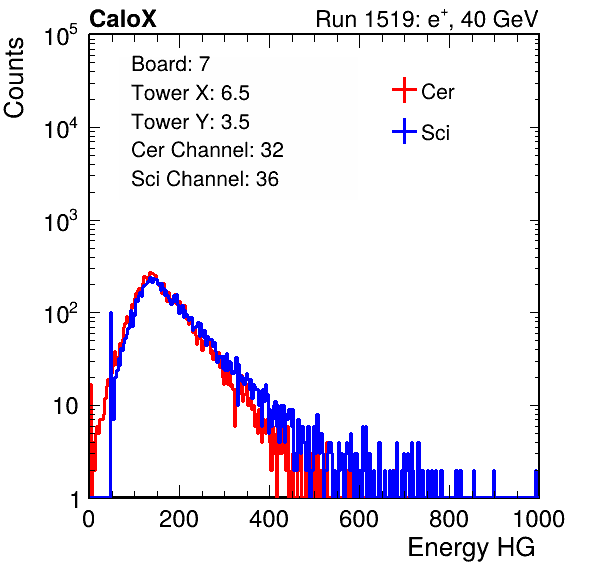 CaloX Run 1519: e⁺, 40 GeV
Counts
Board: 7
Tower X: 6.5
Tower Y: 3.5
Cer Channel: 32
Sci Channel: 36
Cer
Sci
10⁵
10⁴
10³
10²
10
1
0 200 400 600 800 1000
Energy HG